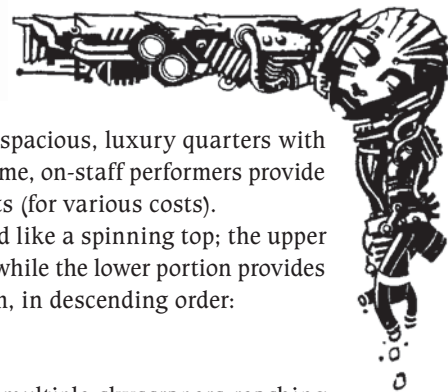 spacious, luxury quarters with
me, on-staff performers provide
ts (for various costs).
d like a spinning top; the upper
while the lower portion provides
n, in descending order:
multiple skyscrapers reaching